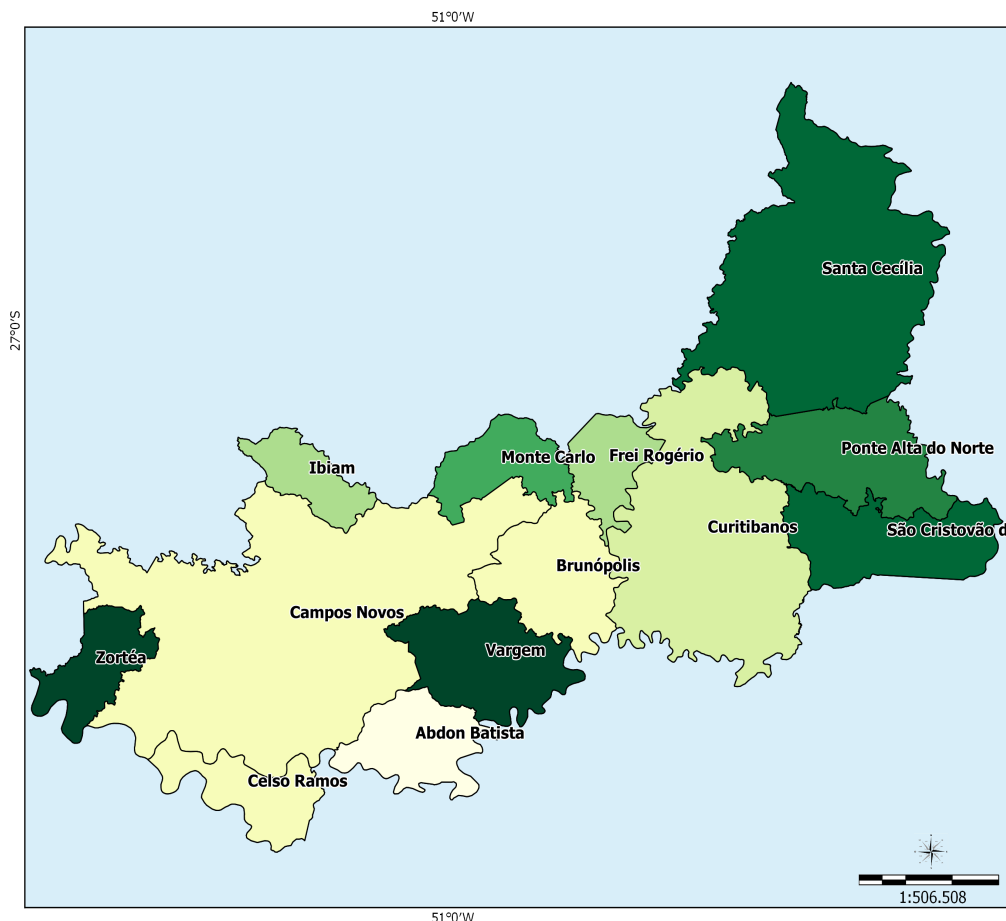 51°0'W
Santa Cecília
27°0'S
Ponte Alta do Norte
Monte Carlo
Frei Rogério
Ibiam
Curitibanos
São Cristovão d
Brunópolis
Campos Novos
Vargem
Zortéa
Abdon Batista
Celso Ramos
1:506.508
51°0'W